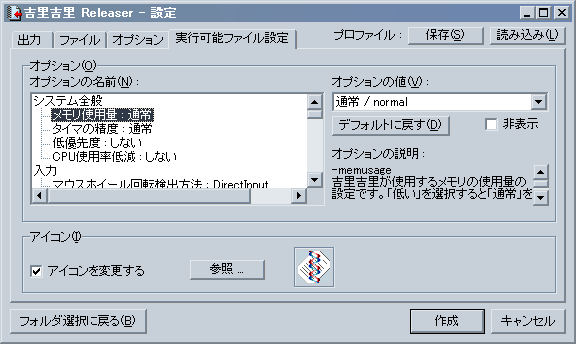 吉里吉里 Releaser － 設定
出力 ファイル オプション 実行可能ファイル設定 プロファイル： 保存(S) 読み込み(L)
オプション(O)
オプションの名前(N)：
システム全般
メモリ使用量：通常
タイマの精度：通常
低優先度：しない
CPU使用率低減：しない
入力
マウスホイール回転検出方法：DirectInput
オプションの値(V)：
通常 / normal
デフォルトに戻す(D) 非表示
オプションの説明：
-memusage
吉里吉里が使用するメモリの使用量の
設定です。「低い」を選択すると「通常」を
アイコン(I)
アイコンを変更する 参照 ...
フォルダ選択に戻る(B) 作成 キャンセル